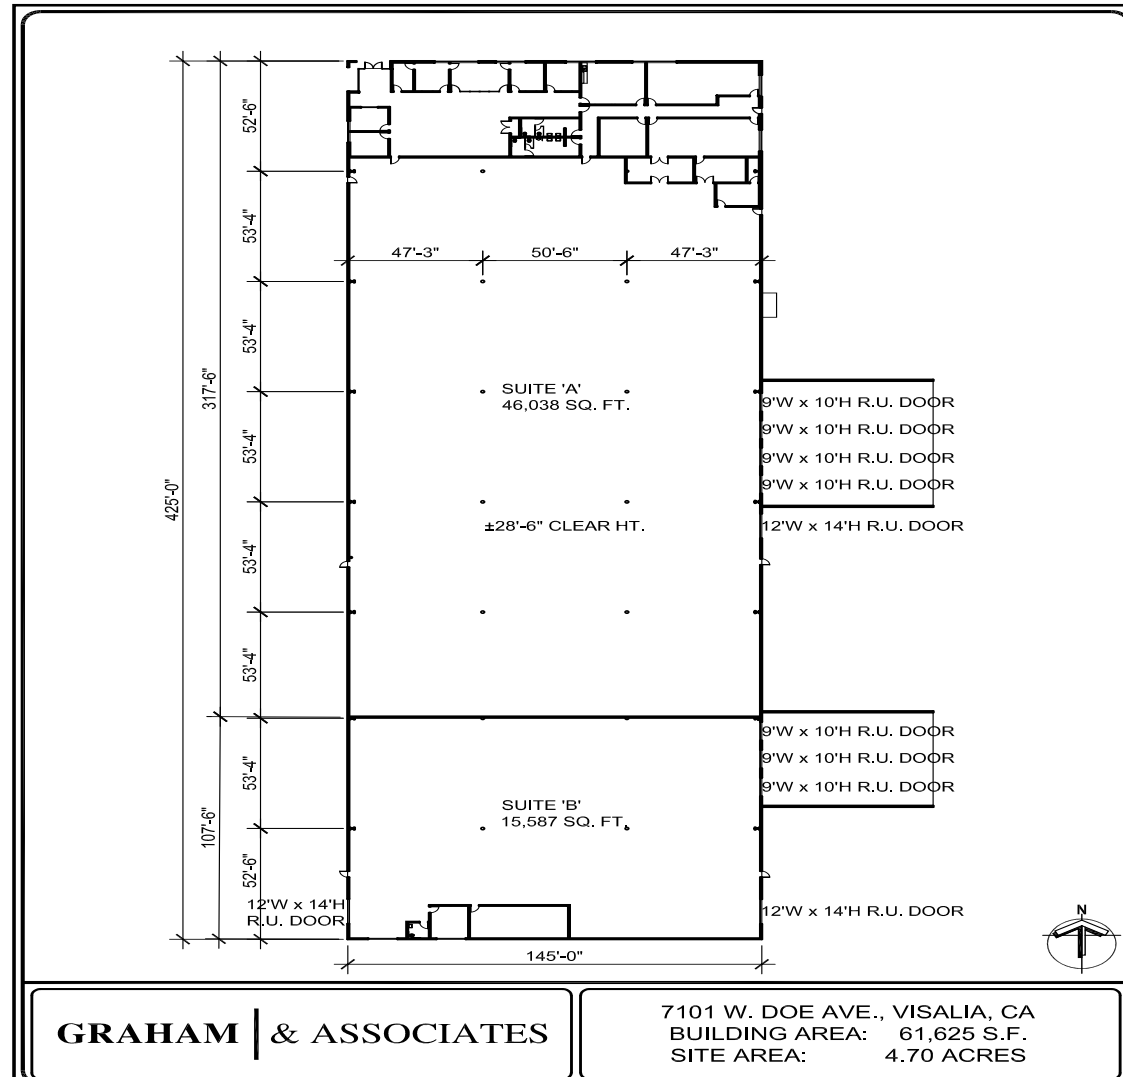 52'-6"
53'-4"
47'-3"
50'-6"
47'-3"
53'-4"
317'-6"
SUITE 'A'
46,038 SQ. FT.
9'W x 10'H R.U. DOOR
9'W x 10'H R.U. DOOR
9'W x 10'H R.U. DOOR
9'W x 10'H R.U. DOOR
53'-4"
425'-0"
±28'-6" CLEAR HT.
12'W x 14'H R.U. DOOR
53'-4"
53'-4"
9'W x 10'H R.U. DOOR
9'W x 10'H R.U. DOOR
9'W x 10'H R.U. DOOR
53'-4"
SUITE 'B'
15,587 SQ. FT.
107'-6"
52'-6"
12'W x 14'H
R.U. DOOR
12'W x 14'H R.U. DOOR
N
145'-0"
GRAHAM & ASSOCIATES
7101 W. DOE AVE., VISALIA, CA
BUILDING AREA: 61,625 S.F.
SITE AREA: 4.70 ACRES